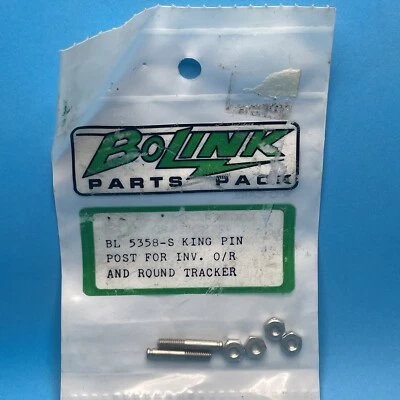 BOLINK
PARTS PACK
BL 5358-S KING PIN
POST FOR INV. O/R
AND ROUND TRACKER